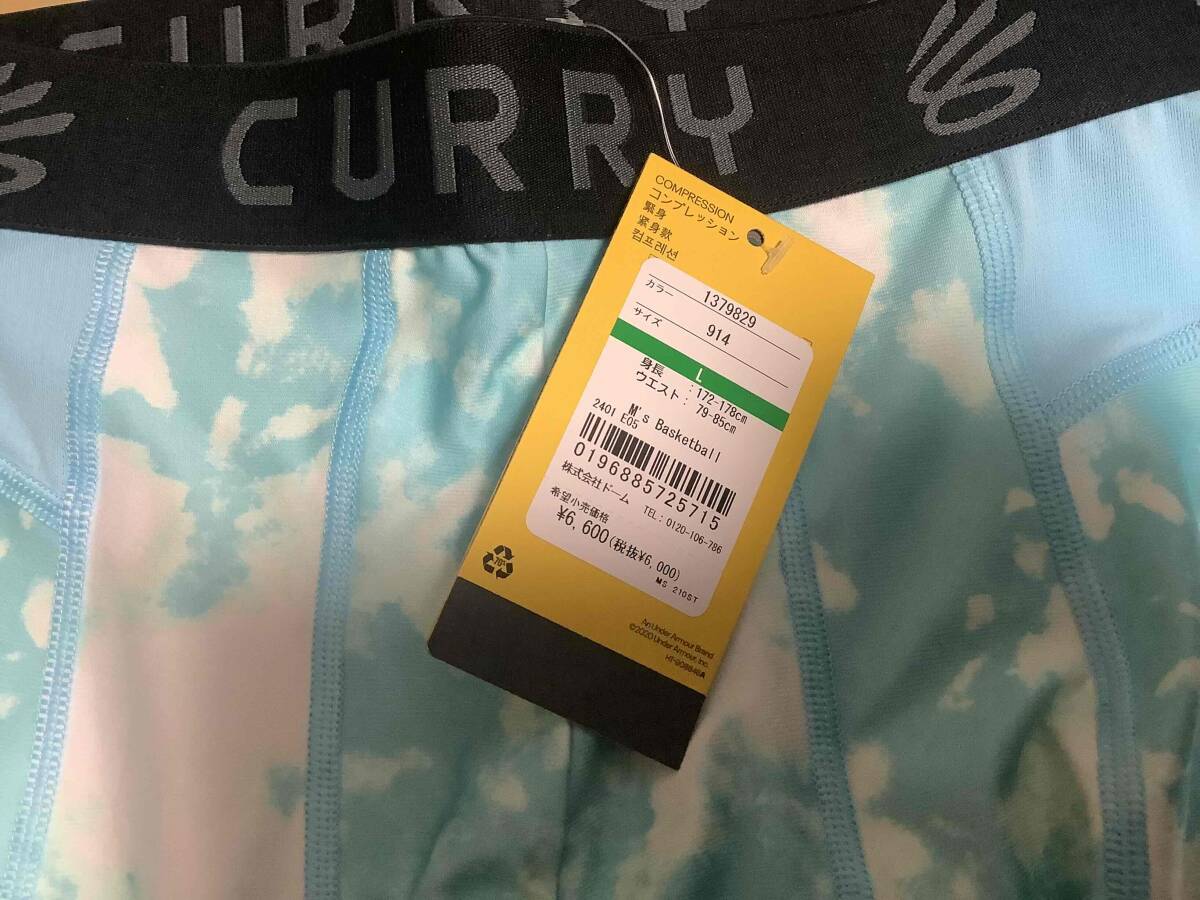 CURRY
CURRY
COMPRESSION
コンプレッション
緊身
紧身款
컴프레션
1379829
カラー
914
サイズ
L
身長 :172-178cm
ウエスト: 79-85cm
M's Basketball
2401 E05
0196885725715
株式会社ドーム TEL: 0120-106-786
希望小売価格
¥6,600(税抜¥6,000)
MS 210ST
An Under Armour Brand
©2020 Under Armour, Inc.